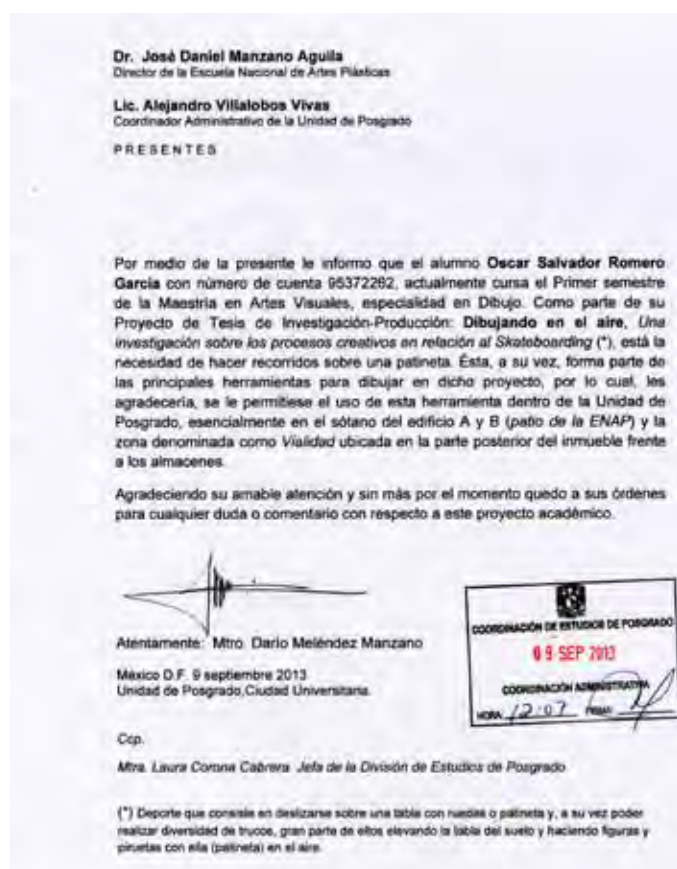 Dr. José Daniel Manzano Aguila
Director de la Escuela Nacional de Artes Plásticas
Lic. Alejandro Villalobos Vivas
Coordinador Administrativo de la Unidad de Posgrado
P R E S E N T E S
Por medio de la presente le informo que el alumno Oscar Salvador Romero
García con número de cuenta 95372262, actualmente cursa el Primer semestre
de la Maestría en Artes Visuales, especialidad en Dibujo. Como parte de su
Proyecto de Tesis de Investigación-Producción: Dibujando en el aire, Una
investigación sobre los procesos creativos en relación al Skateboarding (*), está la
necesidad de hacer recorridos sobre una patineta. Ésta, a su vez, forma parte de
las principales herramientas para dibujar en dicho proyecto, por lo cual, les
agradecería, se le permitiese el uso de esta herramienta dentro de la Unidad de
Posgrado, esencialmente en el sótano del edificio A y B (patio de la ENAP) y la
zona denominada como Vialidad ubicada en la parte posterior del inmueble frente
a los almacenes.
Agradeciendo su amable atención y sin más por el momento quedo a sus órdenes
para cualquier duda o comentario con respecto a este proyecto académico.
Atentamente: Mtro. Darío Meléndez Manzano
México D.F. 9 septiembre 2013
Unidad de Posgrado,Ciudad Universitaria.
COORDINACIÓN DE ESTUDIOS DE POSGRADO
09 SEP 2013
COORDINACIÓN ADMINISTRATIVA
HORA 12:07 FIRMA
Ccp.
Mtra. Laura Corona Cabrera. Jefa de la División de Estudios de Posgrado
(*) Deporte que consiste en deslizarse sobre una tabla con ruedas o patineta y, a su vez poder
realizar diversidad de trucos, gran parte de ellos elevando la tabla del suelo y haciendo figuras y
piruetas con ella (patineta) en el aire.